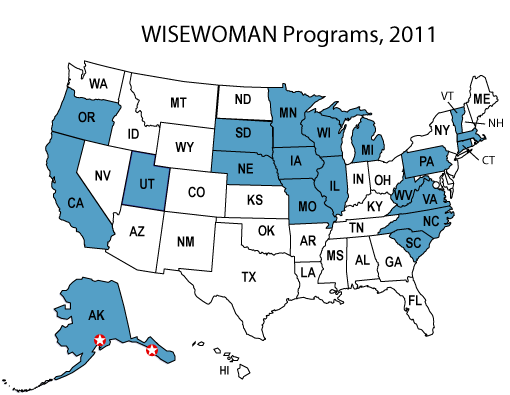 WISEWOMAN Programs, 2011
WA
OR
CA
NV
ID
MT
WY
UT
CO
AZ
NM
ND
SD
NE
KS
OK
TX
MN
IA
MO
AR
LA
WI
IL
MI
IN
OH
KY
TN
MS
AL
GA
FL
SC
NC
VA
WV
PA
NY
VT
ME
NH
CT
AK
HI